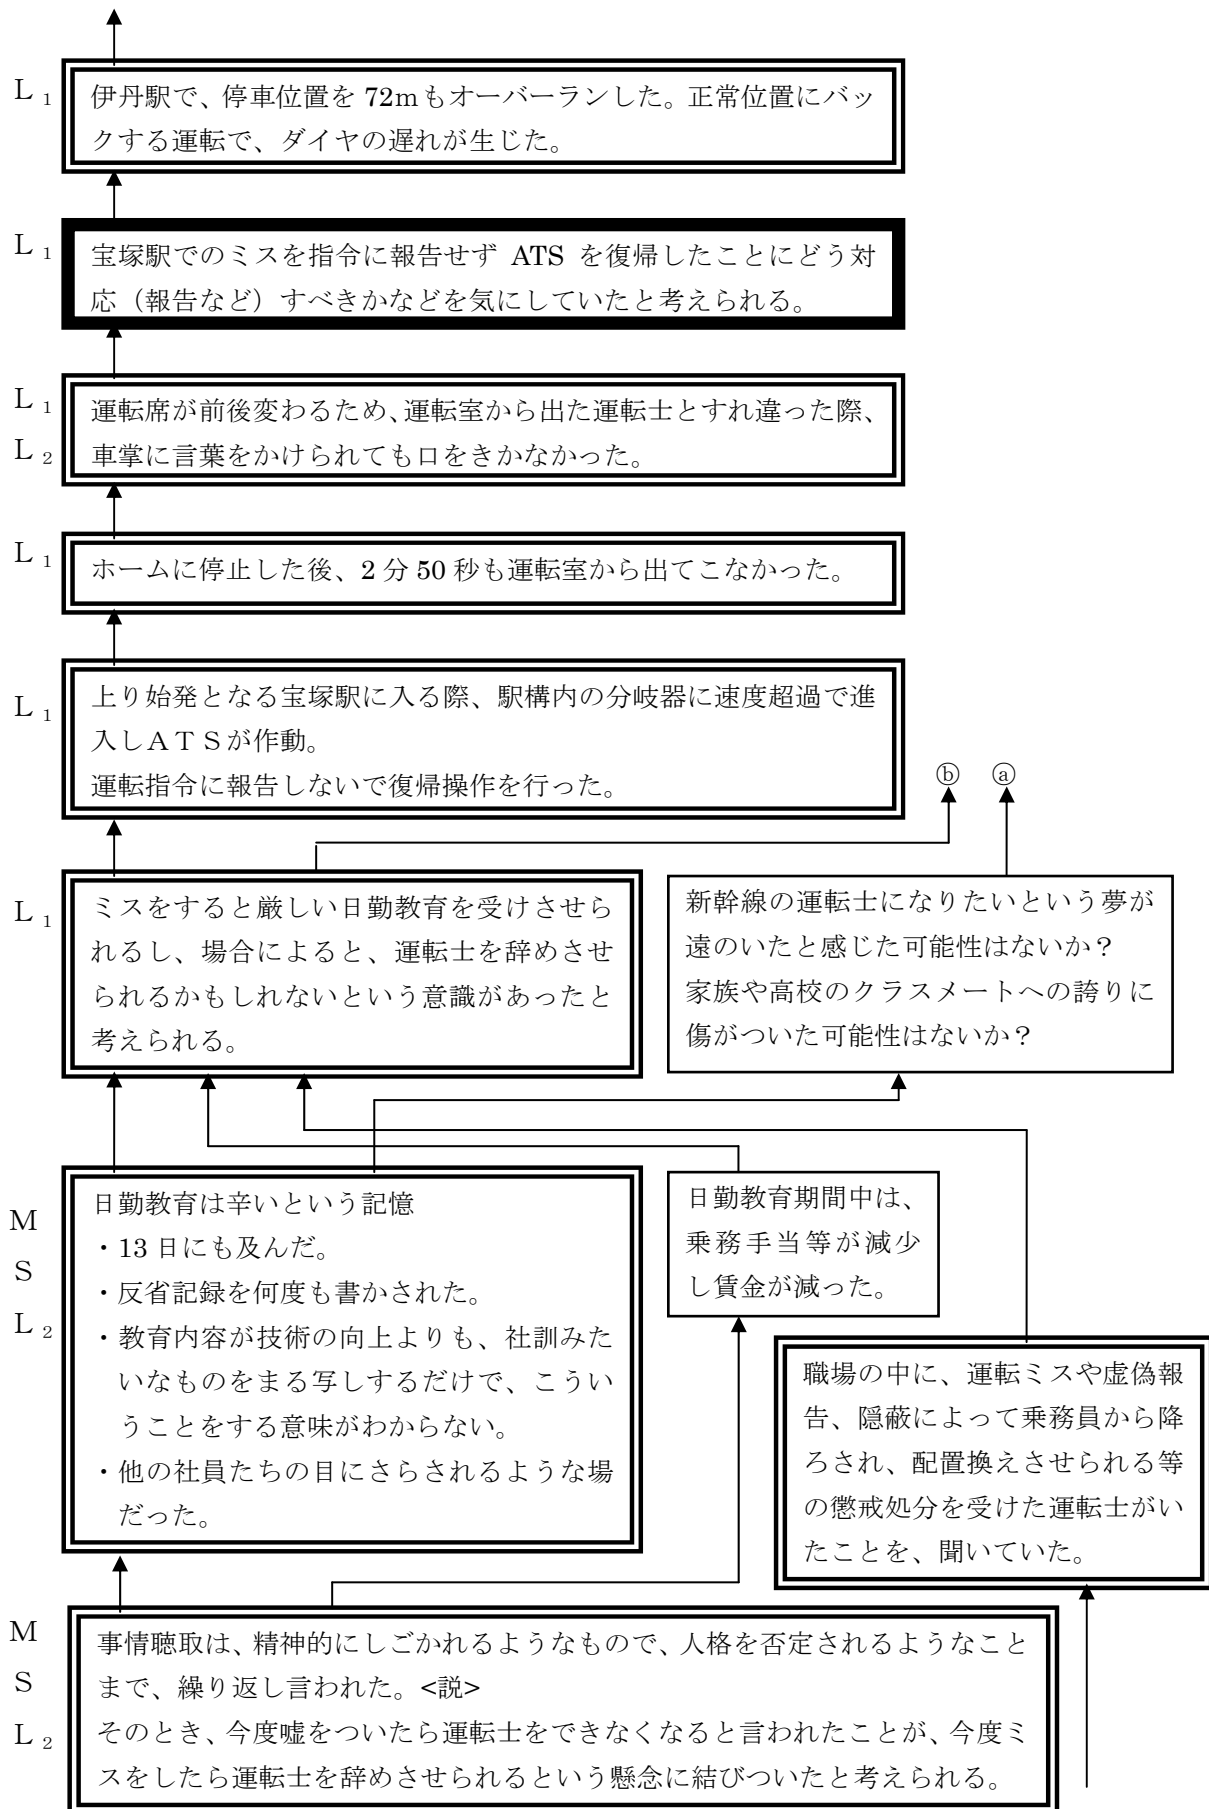 L1
伊丹駅で、停車位置を 72mもオーバーランした。正常位置にバッ
クする運転で、ダイヤの遅れが生じた。
L1
宝塚駅でのミスを指令に報告せず ATS を復帰したことにどう対
応（報告など）すべきかなどを気にしていたと考えられる。
L1
L2
運転席が前後変わるため、運転室から出た運転士とすれ違った際、
車掌に言葉をかけられても口をきかなかった。
L1
ホームに停止した後、2 分 50 秒も運転室から出てこなかった。
L1
上り始発となる宝塚駅に入る際、駅構内の分岐器に速度超過で進
入しＡＴＳが作動。
運転指令に報告しないで復帰操作を行った。
ⓑ ⓐ
L1
ミスをすると厳しい日勤教育を受けさせら
れるし、場合によると、運転士を辞めさせ
られるかもしれないという意識があったと
考えられる。
新幹線の運転士になりたいという夢が
遠のいたと感じた可能性はないか？
家族や高校のクラスメートへの誇りに
傷がついた可能性はないか？
M
S
L2
日勤教育は辛いという記憶
・13 日にも及んだ。
・反省記録を何度も書かされた。
・教育内容が技術の向上よりも、社訓みた
いなものをまる写しするだけで、こうい
うことをする意味がわからない。
・他の社員たちの目にさらされるような場
だった。
日勤教育期間中は、
乗務手当等が減少
し賃金が減った。
職場の中に、運転ミスや虚偽報
告、隠蔽によって乗務員から降
ろされ、配置換えさせられる等
の懲戒処分を受けた運転士がい
たことを、聞いていた。
M
S
L2
事情聴取は、精神的にしごかれるようなもので、人格を否定されるようなこと
まで、繰り返し言われた。<説>
そのとき、今度嘘をついたら運転士をできなくなると言われたことが、今度ミ
スをしたら運転士を辞めさせられるという懸念に結びついたと考えられる。